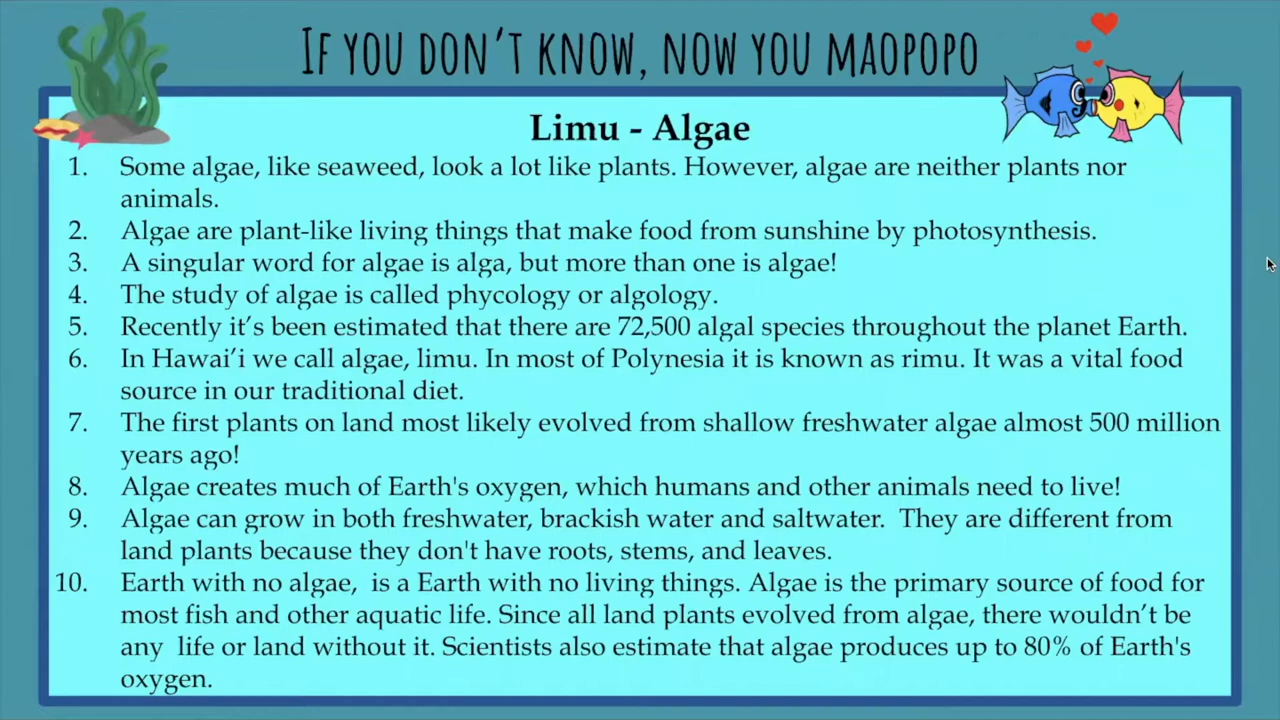 IF YOU DON'T KNOW, NOW YOU MAOPOPO
Limu - Algae
1. Some algae, like seaweed, look a lot like plants. However, algae are neither plants nor
animals.
2. Algae are plant-like living things that make food from sunshine by photosynthesis.
3. A singular word for algae is alga, but more than one is algae!
4. The study of algae is called phycology or algology.
5. Recently it’s been estimated that there are 72,500 algal species throughout the planet Earth.
6. In Hawai’i we call algae, limu. In most of Polynesia it is known as rimu. It was a vital food
source in our traditional diet.
7. The first plants on land most likely evolved from shallow freshwater algae almost 500 million
years ago!
8. Algae creates much of Earth's oxygen, which humans and other animals need to live!
9. Algae can grow in both freshwater, brackish water and saltwater.  They are different from
land plants because they don't have roots, stems, and leaves.
10. Earth with no algae,  is a Earth with no living things. Algae is the primary source of food for
most fish and other aquatic life. Since all land plants evolved from algae, there wouldn’t be
any  life or land without it. Scientists also estimate that algae produces up to 80% of Earth's
oxygen.